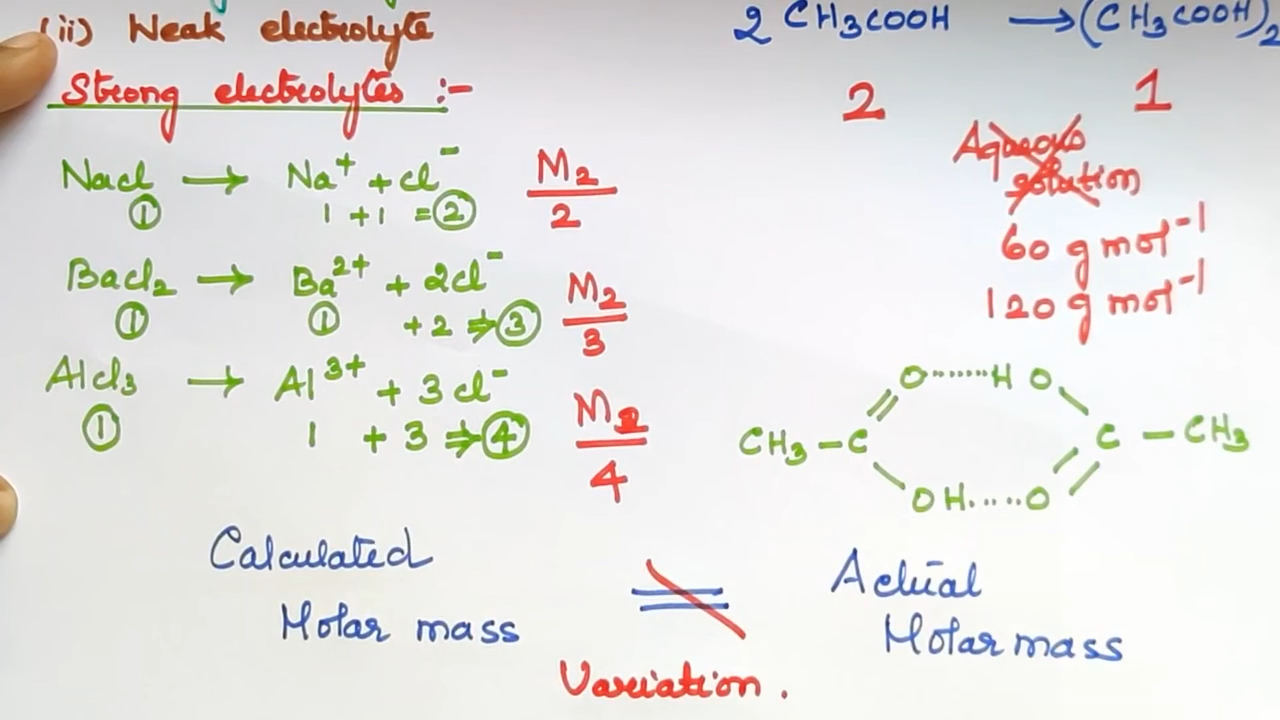 (ii) Weak electrolyte
Strong electrolytes :-
NaCl → Na⁺ + Cl⁻ M₂/2
① 1 + 1 = ②
BaCl₂ → Ba²⁺ + 2Cl⁻ M₂/3
① ① + 2 ⇒ ③
AlCl₃ → Al³⁺ + 3Cl⁻ M₂/4
① 1 + 3 ⇒ ④
2 CH₃COOH → (CH₃COOH)₂
2 1
Aqueous
solution
60 g mol⁻¹
120 g mol⁻¹
O······H O
CH₃ – C C – CH₃
O H·····O
Calculated
Molar mass
≠
Actual
Molar mass
Variation .